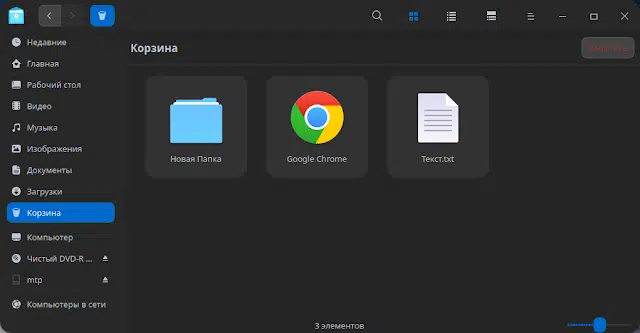 Недавние
Главная
Рабочий стол
Видео
Музыка
Изображения
Документы
Загрузки
Корзина
Компьютер
Чистый DVD-R ...
mtp
Компьютеры в сети
Корзина
Новая Папка
Google Chrome
Текст.txt
3 элементов